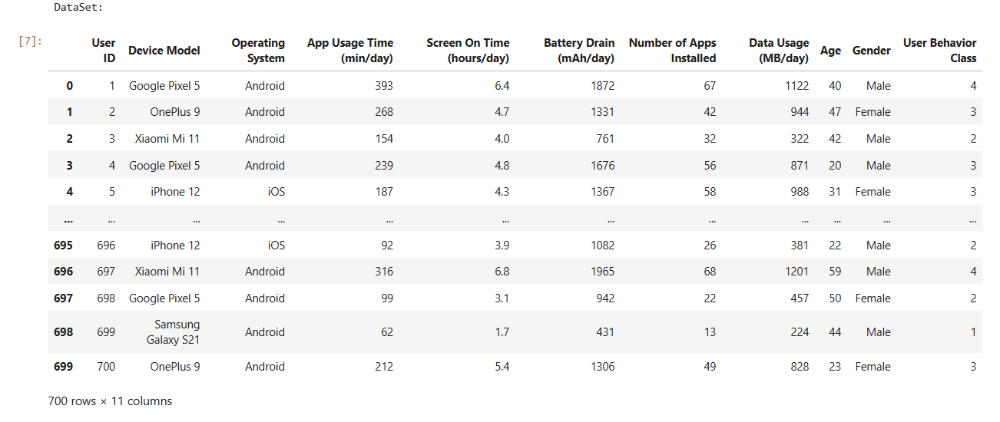 DataSet:
[7]:
User ID Device Model Operating System App Usage Time (min/day) Screen On Time (hours/day) Battery Drain (mAh/day) Number of Apps Installed Data Usage (MB/day) Age Gender User Behavior Class
0 1 Google Pixel 5 Android 393 6.4 1872 67 1122 40 Male 4
1 2 OnePlus 9 Android 268 4.7 1331 42 944 47 Female 3
2 3 Xiaomi Mi 11 Android 154 4.0 761 32 322 42 Male 2
3 4 Google Pixel 5 Android 239 4.8 1676 56 871 20 Male 3
4 5 iPhone 12 iOS 187 4.3 1367 58 988 31 Female 3
... ... ... ... ... ... ... ... ... ... ... ...
695 696 iPhone 12 iOS 92 3.9 1082 26 381 22 Male 2
696 697 Xiaomi Mi 11 Android 316 6.8 1965 68 1201 59 Male 4
697 698 Google Pixel 5 Android 99 3.1 942 22 457 50 Female 2
698 699 Samsung Galaxy S21 Android 62 1.7 431 13 224 44 Male 1
699 700 OnePlus 9 Android 212 5.4 1306 49 828 23 Female 3
700 rows × 11 columns